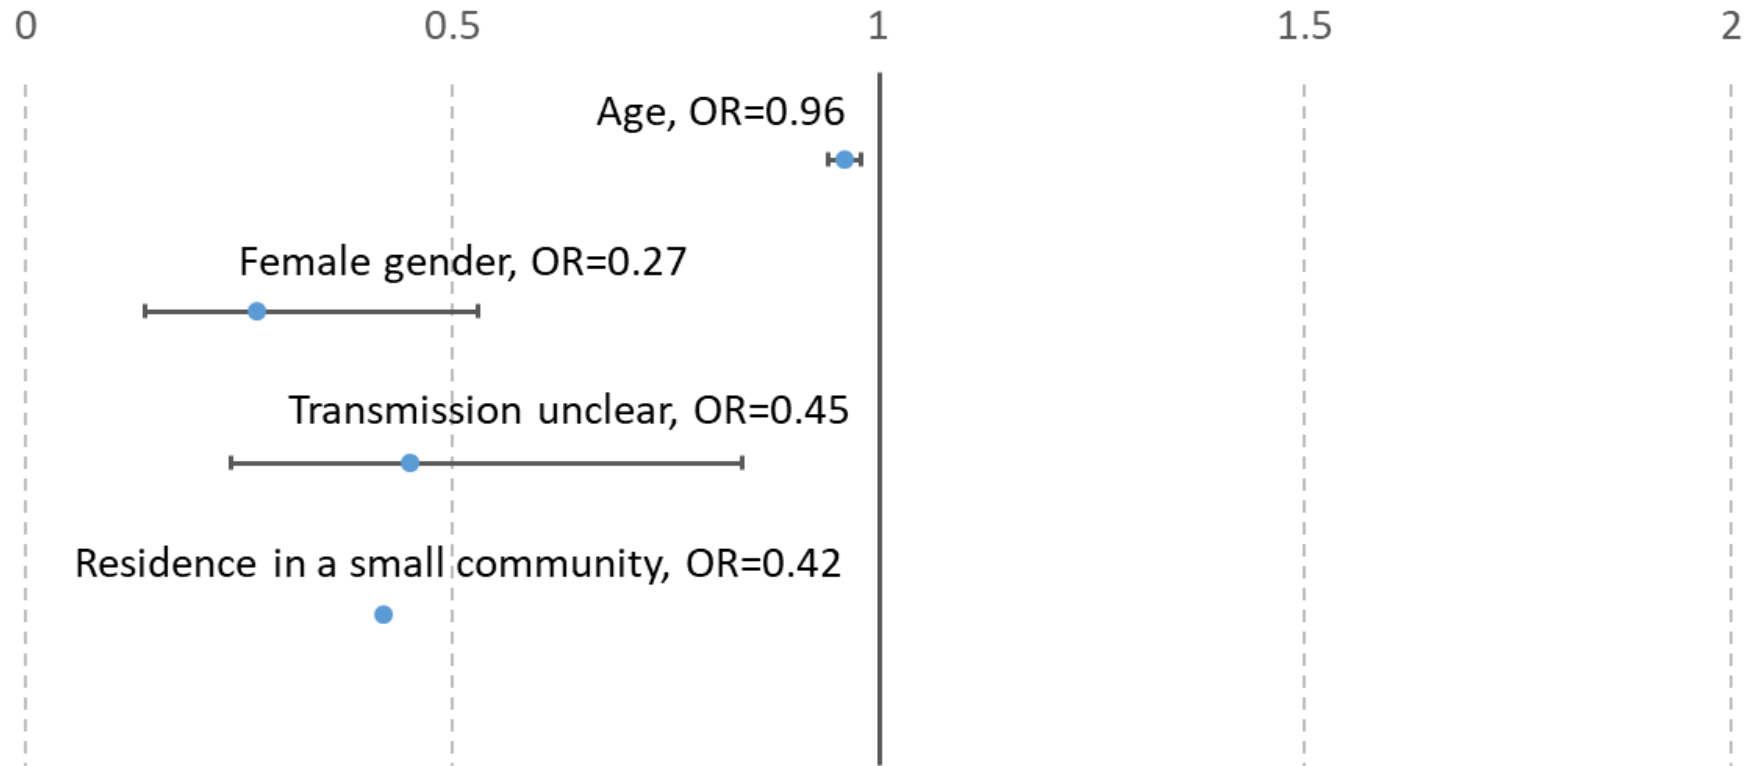 0 0.5 1 1.5 2
Age, OR=0.96
Female gender, OR=0.27
Transmission unclear, OR=0.45
Residence in a small community, OR=0.42